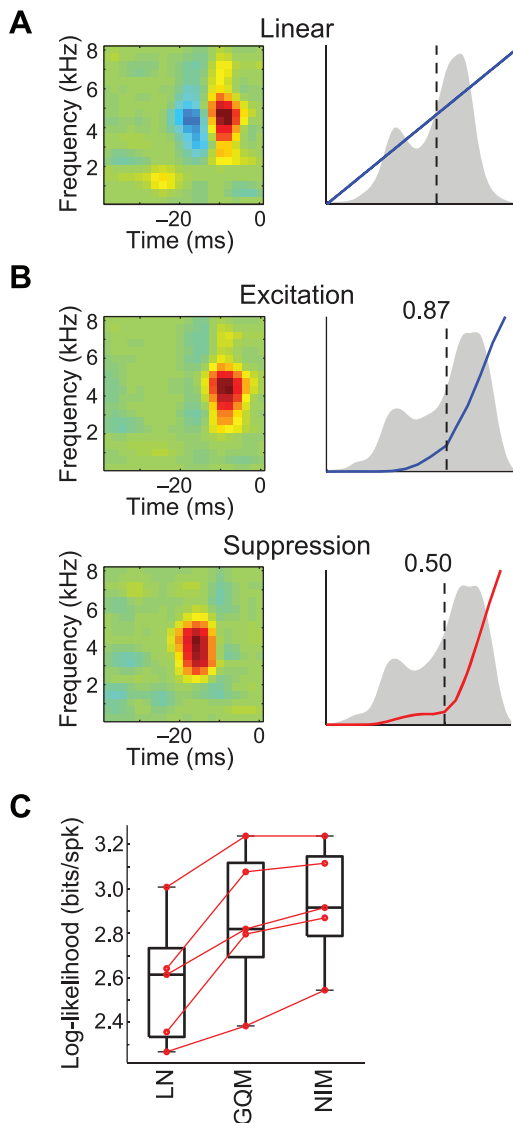 A
Linear
Frequency (kHz)
8
6
4
2
−20
0
Time (ms)
B
Excitation
Frequency (kHz)
8
6
4
2
−20
0
Time (ms)
0.87
Suppression
Frequency (kHz)
8
6
4
2
−20
0
Time (ms)
0.50
C
Log-likelihood (bits/spk)
3.2
3.0
2.8
2.6
2.4
LN
GQM
NIM